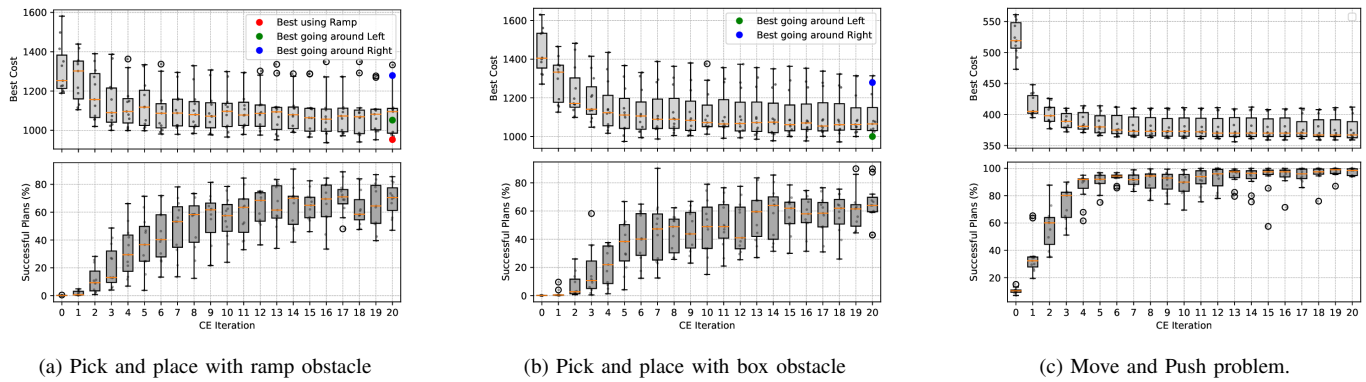 1600
1400
1200
1000
Best Cost
Best using Ramp
Best going around Left
Best going around Right
80
60
40
20
0
Successful Plans (%)
0 1 2 3 4 5 6 7 8 9 10 11 12 13 14 15 16 17 18 19 20
CE Iteration
(a) Pick and place with ramp obstacle
1600
1400
1200
1000
Best Cost
Best going around Left
Best going around Right
100
80
60
40
20
0
Successful Plans (%)
0 1 2 3 4 5 6 7 8 9 10 11 12 13 14 15 16 17 18 19 20
CE Iteration
(b) Pick and place with box obstacle
550
500
450
400
350
Best Cost
100
80
60
40
20
Successful Plans (%)
0 1 2 3 4 5 6 7 8 9 10 11 12 13 14 15 16 17 18 19 20
CE Iteration
(c) Move and Push problem.